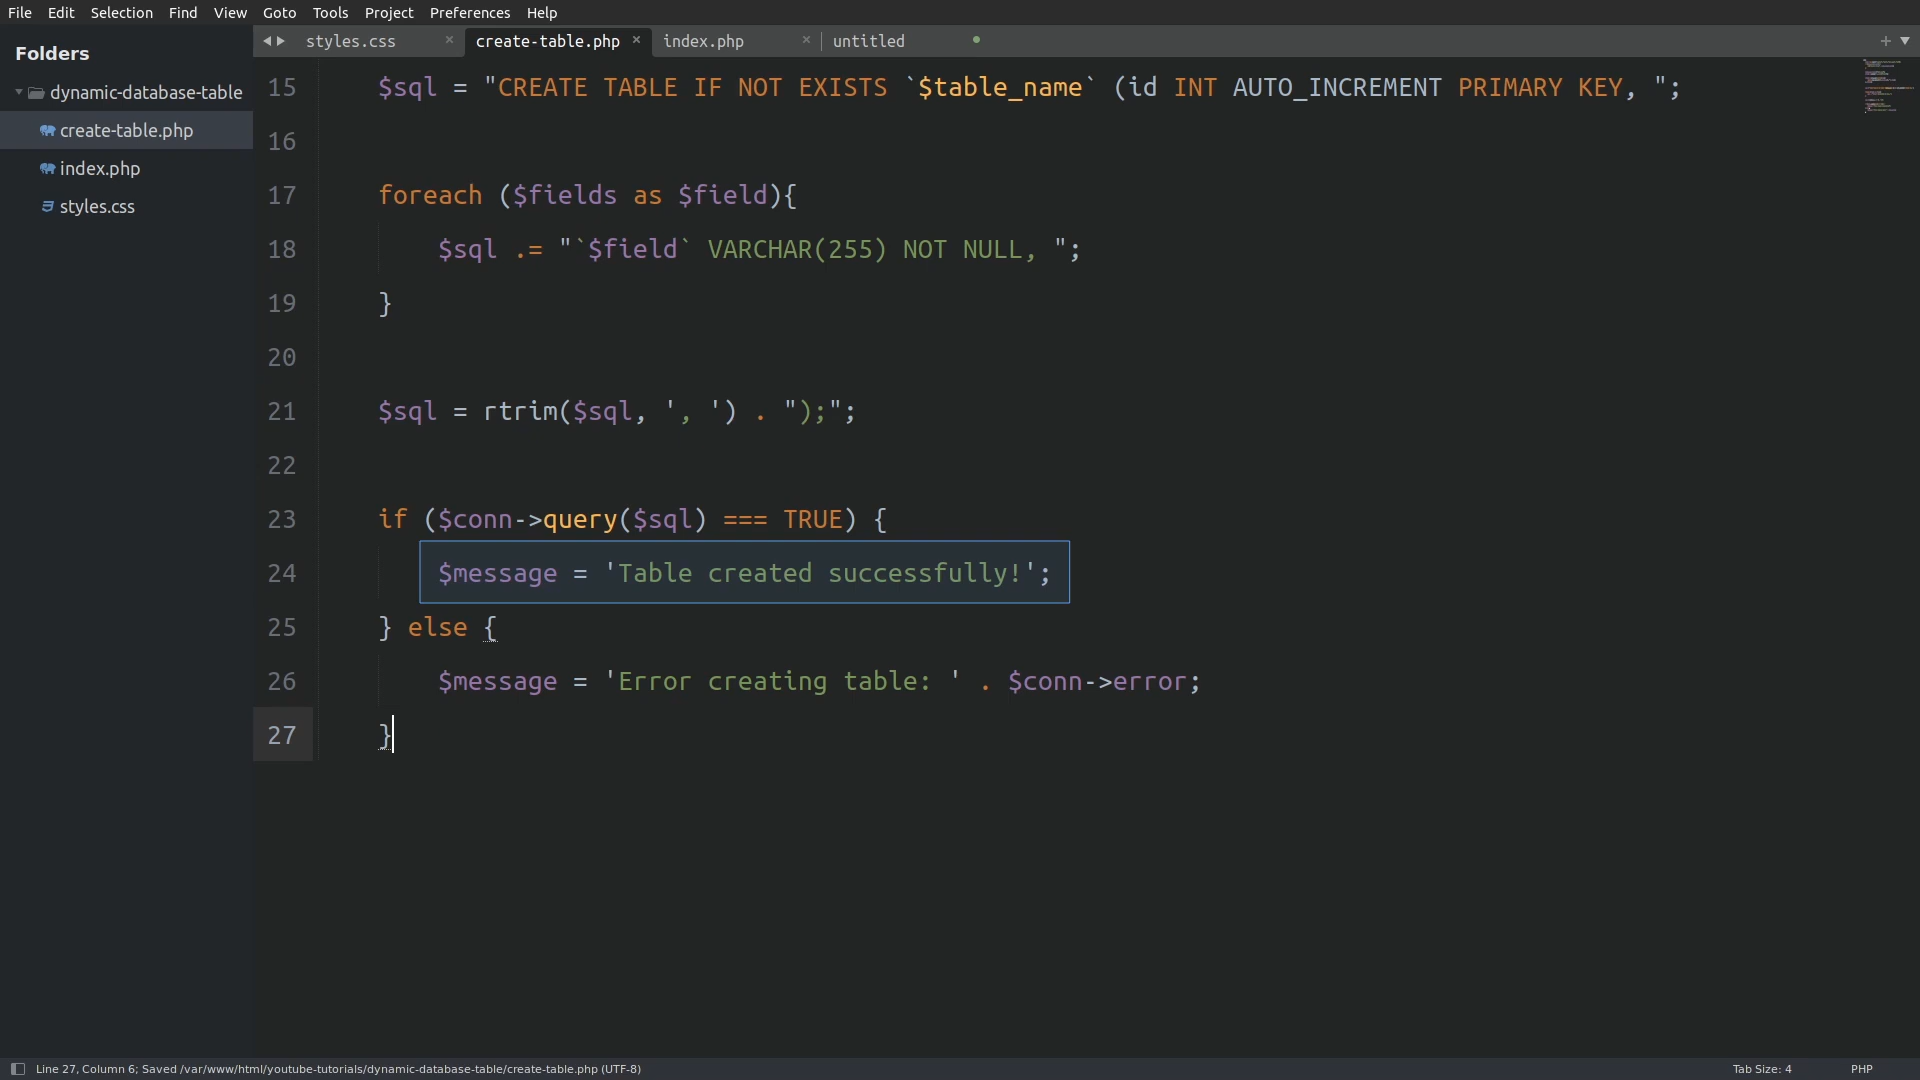 File Edit Selection Find View Goto Tools Project Preferences Help
Folders
dynamic-database-table
create-table.php
index.php
styles.css
styles.css × create-table.php × index.php × untitled
15 $sql = "CREATE TABLE IF NOT EXISTS `$table_name` (id INT AUTO_INCREMENT PRIMARY KEY, ";
16
17 foreach ($fields as $field){
18 $sql .= "`$field` VARCHAR(255) NOT NULL, ";
19 }
20
21 $sql = rtrim($sql, ', ') . ");";
22
23 if ($conn->query($sql) === TRUE) {
24 $message = 'Table created successfully!';
25 } else {
26 $message = 'Error creating table: ' . $conn->error;
27 }
Line 27, Column 6; Saved /var/www/html/youtube-tutorials/dynamic-database-table/create-table.php (UTF-8) Tab Size: 4 PHP